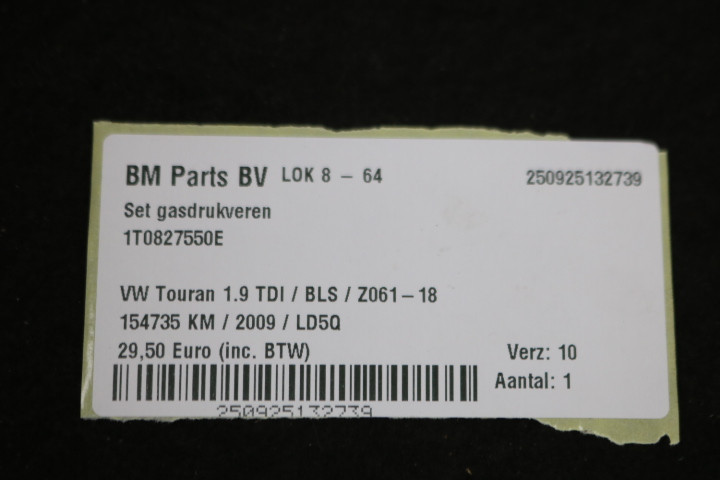 BM Parts BV LOK 8 - 64 250925132739
Set gasdrukveren
1T0827550E
VW Touran 1.9 TDI / BLS / Z061-18
154735 KM / 2009 / LD5Q
29,50 Euro (inc. BTW) Verz: 10
Aantal: 1
250925132739